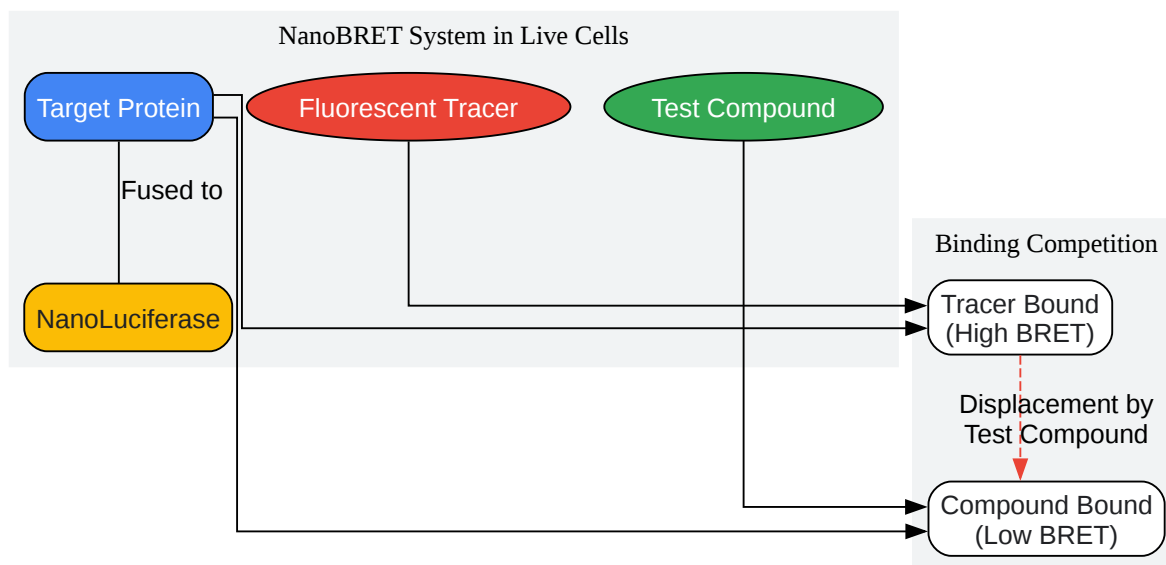 NanoBRET System in Live Cells
Target Protein
Fluorescent Tracer
Test Compound
Fused to
NanoLuciferase
Binding Competition
Tracer Bound
(High BRET)
Displacement by
Test Compound
Compound Bound
(Low BRET)